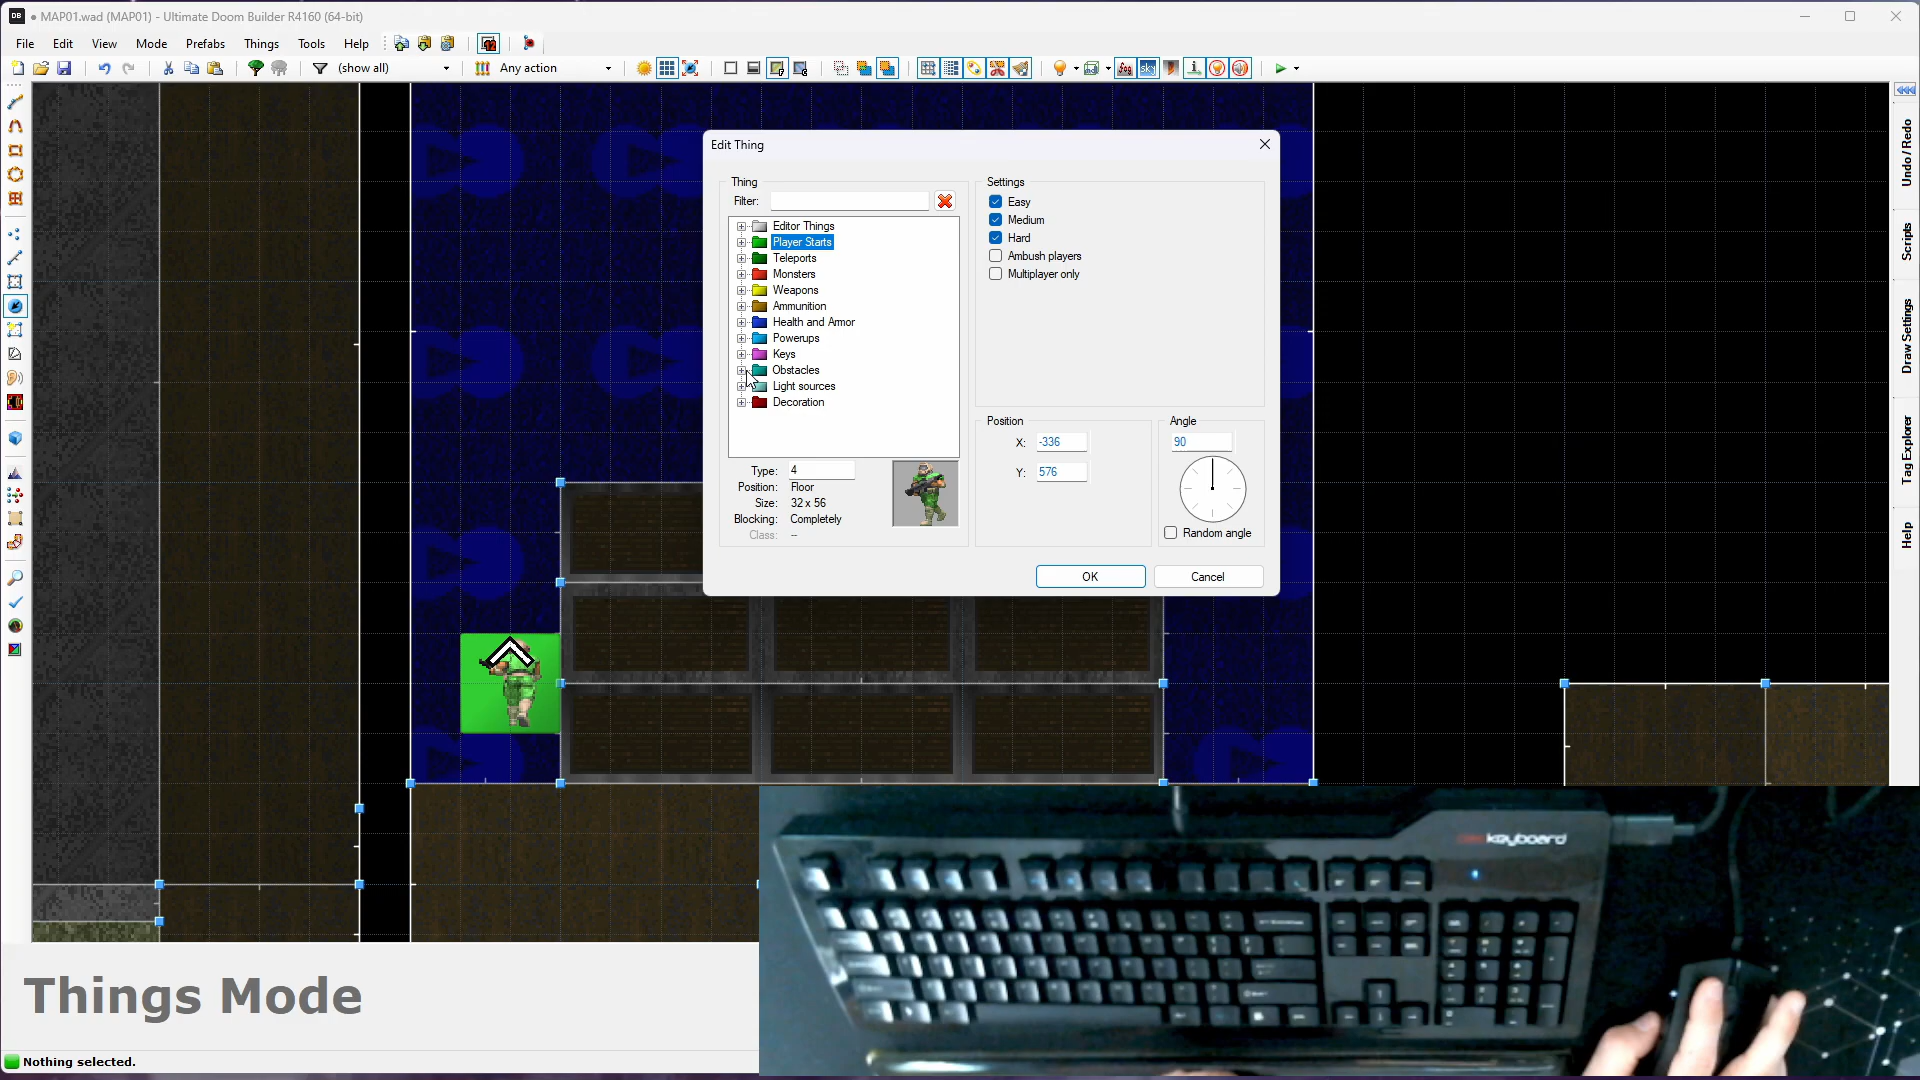 DB
● MAP01.wad (MAP01) - Ultimate Doom Builder R4160 (64-bit)
File Edit View Mode Prefabs Things Tools Help
(show all) Any action
Edit Thing
Thing
Filter:
Editor Things
Player Starts
Teleports
Monsters
Weapons
Ammunition
Health and Armor
Powerups
Keys
Obstacles
Light sources
Decoration
Type: 4
Position: Floor
Size: 32 x 56
Blocking: Completely
Class: --
Settings
Easy
Medium
Hard
Ambush players
Multiplayer only
Position
X: -336
Y: 576
Angle
90
Random angle
OK Cancel
Undo / Redo
Scripts
Draw Settings
Tag Explorer
Help
keyboard
Things Mode
Nothing selected.